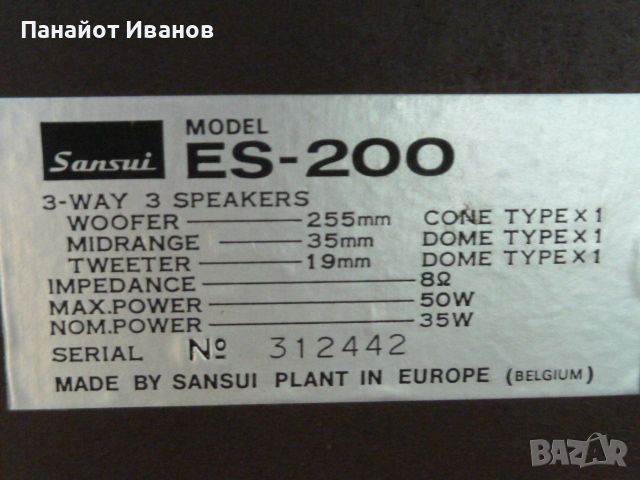 Панайот Иванов
MODEL
Sansui ES-200
3-WAY 3 SPEAKERS
WOOFER 255mm CONE TYPE X 1
MIDRANGE 35mm DOME TYPE X 1
TWEETER 19mm DOME TYPE X 1
IMPEDANCE 8Ω
MAX.POWER 50W
NOM.POWER 35W
SERIAL Nº 312442
MADE BY SANSUI PLANT IN EUROPE (BELGIUM)
BAZAR